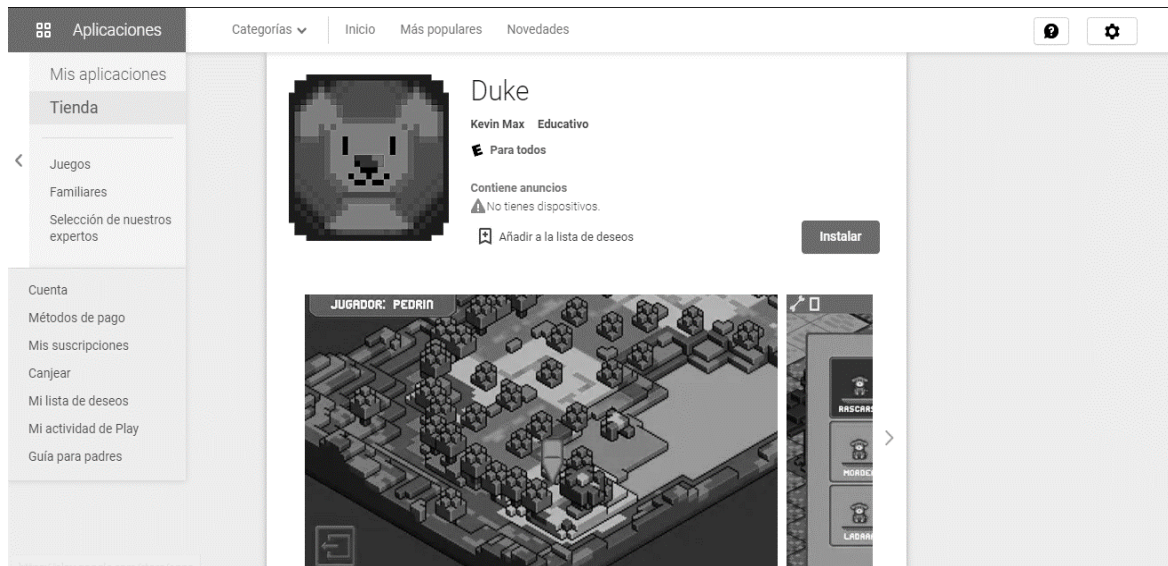 Aplicaciones
Categorías
Inicio
Más populares
Novedades
Mis aplicaciones
Tienda
Juegos
Familiares
Selección de nuestros
expertos
Cuenta
Métodos de pago
Mis suscripciones
Canjear
Mi lista de deseos
Mi actividad de Play
Guía para padres
Duke
Kevin Max Educativo
E Para todos
Contiene anuncios
No tienes dispositivos.
Añadir a la lista de deseos
Instalar
JUGADOR: PEDRIN